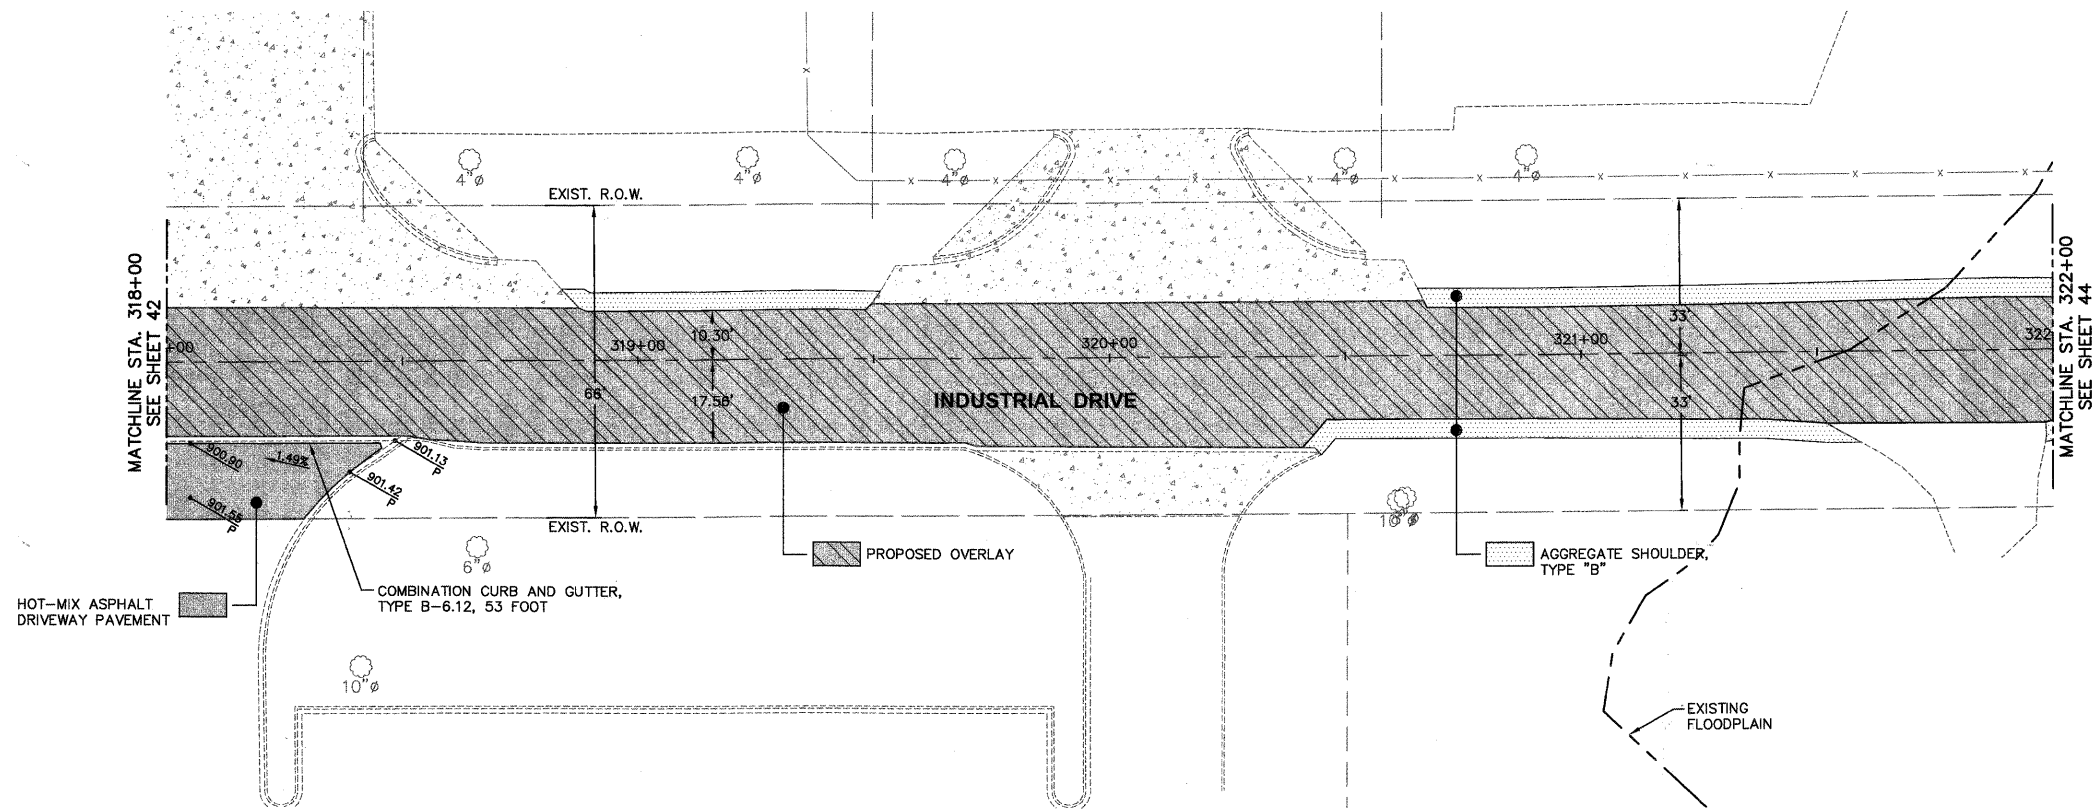 4"ø
4"ø
4"ø
4"ø
4"ø
EXIST. R.O.W.
MATCHLINE STA. 318+00
SEE SHEET 42
MATCHLINE STA. 322+00
SEE SHEET 44
+00
319+00
10.30'
320+00
321+00
33'
322
66'
17.56'
INDUSTRIAL DRIVE
33'
900.90
1.49%
901.13
P
901.42
P
901.55
P
EXIST. R.O.W.
10"ø
6"ø
PROPOSED OVERLAY
AGGREGATE SHOULDER,
TYPE "B"
COMBINATION CURB AND GUTTER,
TYPE B-6.12, 53 FOOT
HOT-MIX ASPHALT
DRIVEWAY PAVEMENT
10"ø
EXISTING
FLOODPLAIN